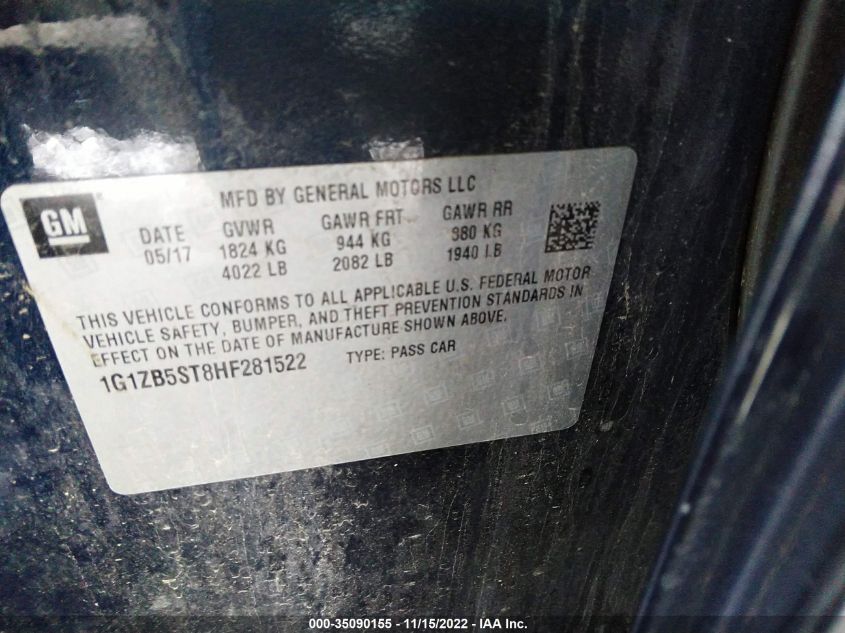 MFD BY GENERAL MOTORS LLC
GM
DATE GVWR GAWR FRT GAWR RR
05/17 1824 KG 944 KG 880 KG
4022 LB 2082 LB 1940 LB
THIS VEHICLE CONFORMS TO ALL APPLICABLE U.S. FEDERAL MOTOR
VEHICLE SAFETY, BUMPER, AND THEFT PREVENTION STANDARDS IN
EFFECT ON THE DATE OF MANUFACTURE SHOWN ABOVE.
1G1ZB5ST8HF281522 TYPE: PASS CAR
000-35090155 - 11/15/2022 - IAA Inc.